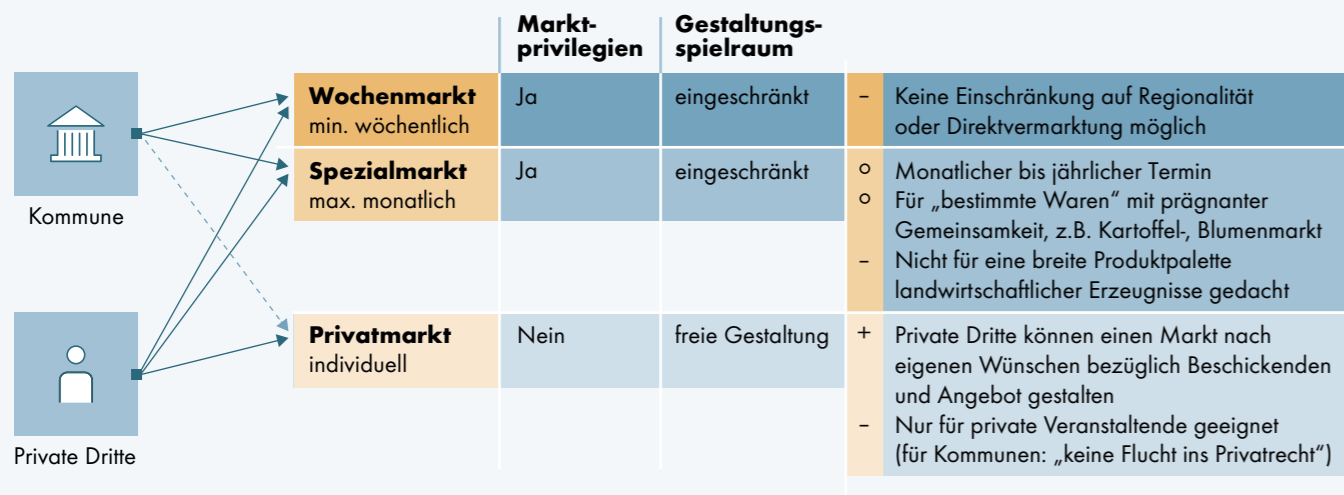 Markt-
privilegien
Gestaltungs-
spielraum
Kommune
Private Dritte
Wochenmarkt
min. wöchentlich
Ja
eingeschränkt
– Keine Einschränkung auf Regionalität
oder Direktvermarktung möglich
Spezialmarkt
max. monatlich
Ja
eingeschränkt
○ Monatlicher bis jährlicher Termin
○ Für „bestimmte Waren“ mit prägnanter
Gemeinsamkeit, z.B. Kartoffel-, Blumenmarkt
– Nicht für eine breite Produktpalette
landwirtschaftlicher Erzeugnisse gedacht
Privatmarkt
individuell
Nein
freie Gestaltung
+ Private Dritte können einen Markt nach
eigenen Wünschen bezüglich Beschickenden
und Angebot gestalten
– Nur für private Veranstaltende geeignet
(für Kommunen: „keine Flucht ins Privatrecht“)